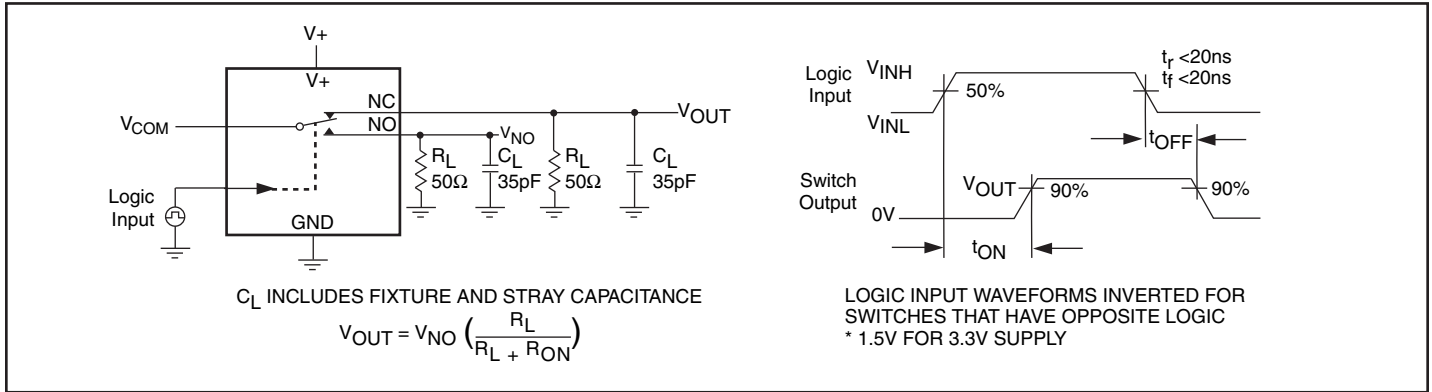 V+
V+
NC
NO
VCOM
VOUT
VNO
RL
50Ω
CL
35pF
RL
50Ω
CL
35pF
Logic
Input
GND
CL INCLUDES FIXTURE AND STRAY CAPACITANCE
VOUT = VNO (RL / RL + RON)
Logic
Input
VINH
VINL
50%
tr <20ns
tf <20ns
tOFF
Switch
Output
VOUT
0V
90%
90%
tON
LOGIC INPUT WAVEFORMS INVERTED FOR
SWITCHES THAT HAVE OPPOSITE LOGIC
* 1.5V FOR 3.3V SUPPLY